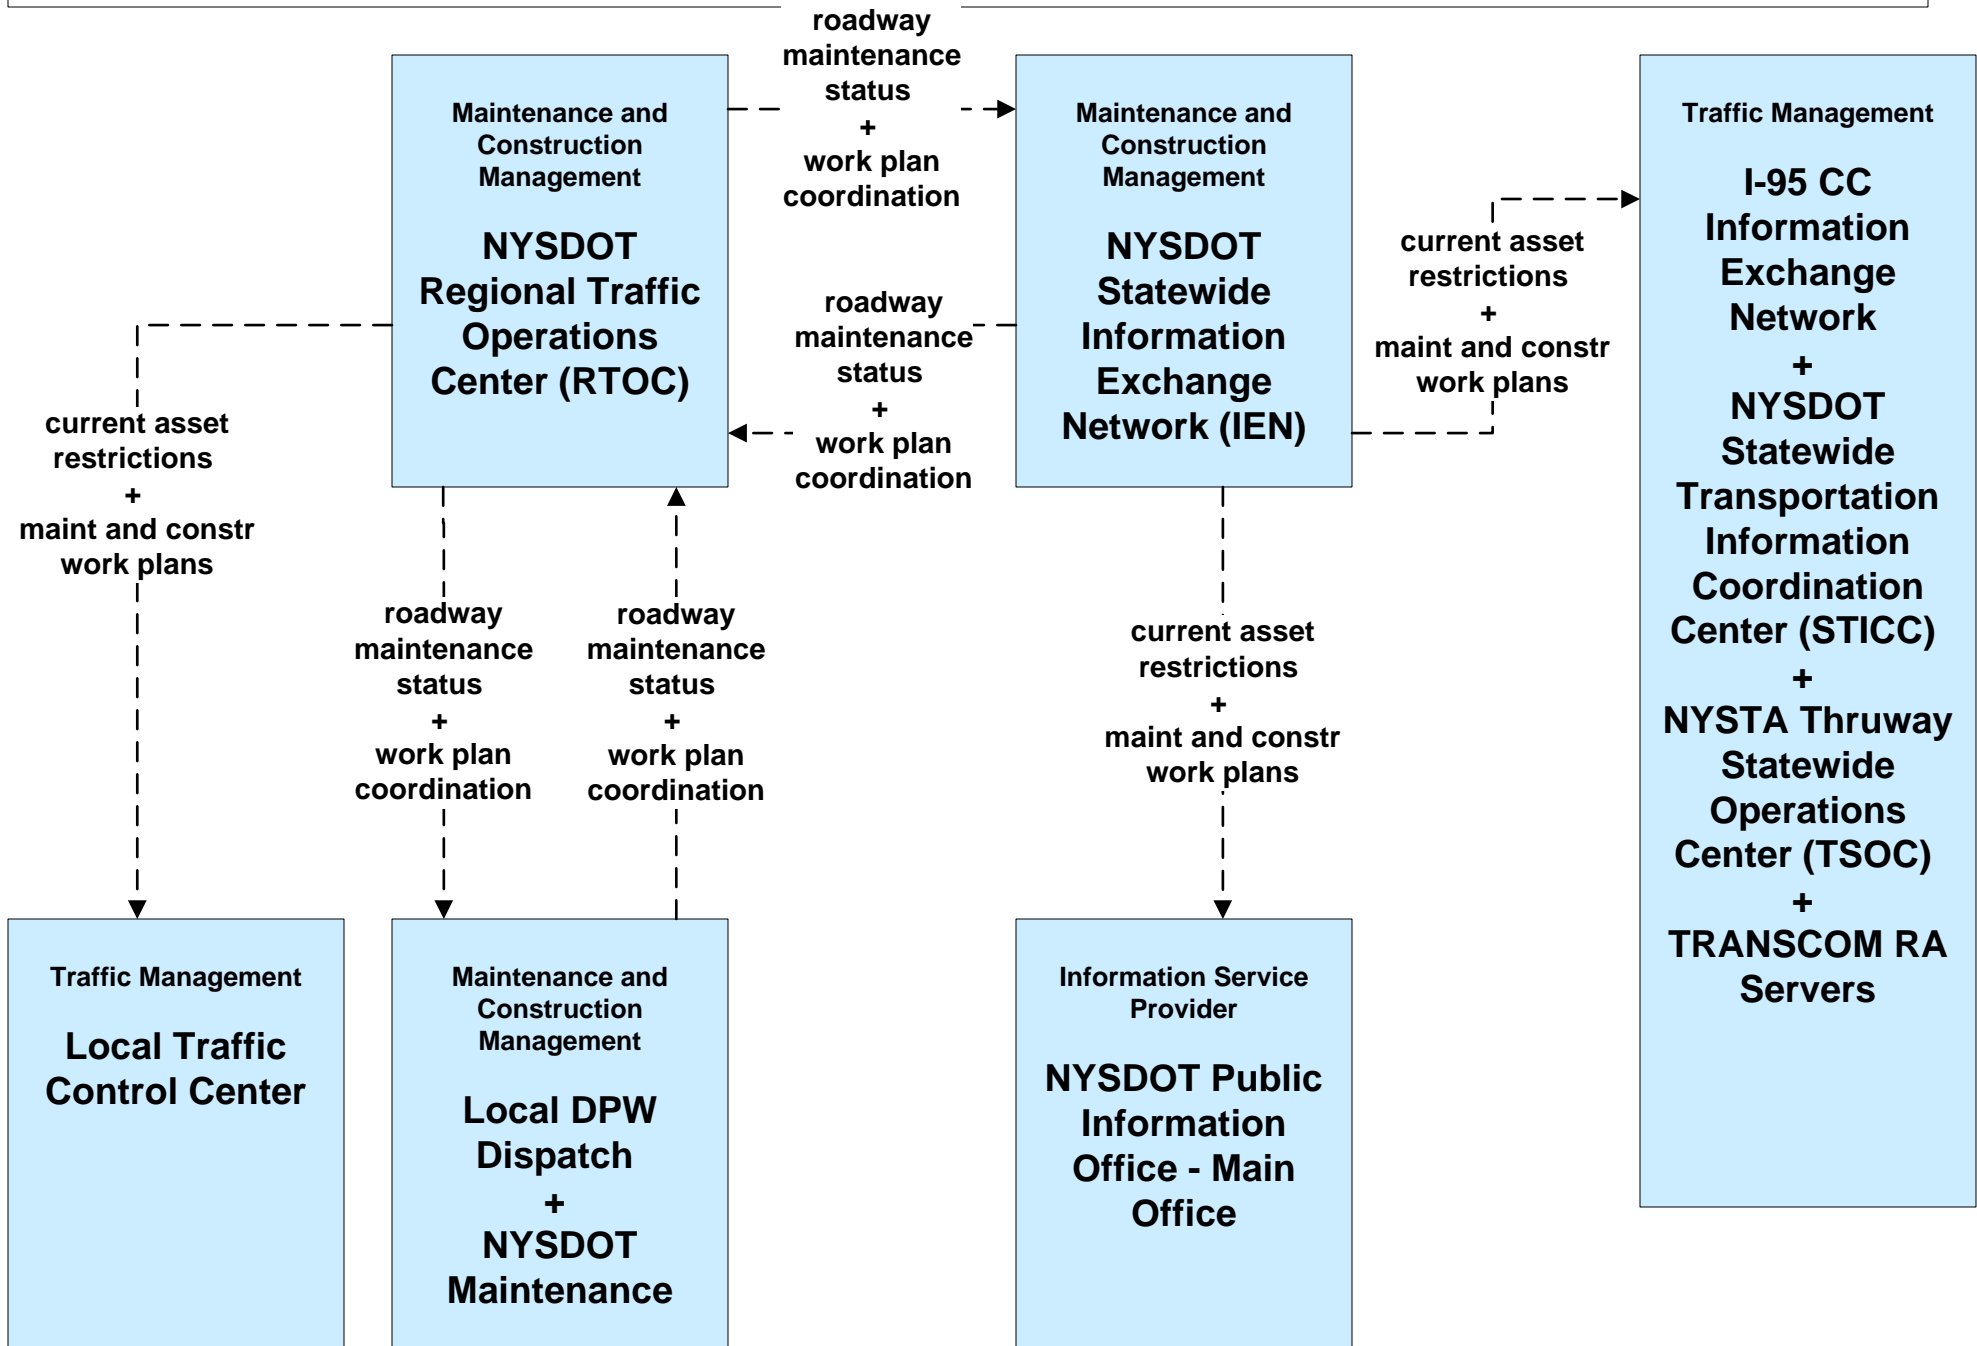 roadway
maintenance
status
+
work plan
coordination
Maintenance and
Construction
Management
NYSDOT
Regional Traffic
Operations
Center (RTOC)
Maintenance and
Construction
Management
NYSDOT
Statewide
Information
Exchange
Network (IEN)
Traffic Management
I-95 CC
Information
Exchange
Network
+
NYSDOT
Statewide
Transportation
Information
Coordination
Center (STICC)
+
NYSTA Thruway
Statewide
Operations
Center (TSOC)
+
TRANSCOM RA
Servers
current asset
restrictions
+
maint and constr
work plans
roadway
maintenance
status
+
work plan
coordination
current asset
restrictions
+
maint and constr
work plans
roadway
maintenance
status
+
work plan
coordination
roadway
maintenance
status
+
work plan
coordination
current asset
restrictions
+
maint and constr
work plans
Traffic Management
Local Traffic
Control Center
Maintenance and
Construction
Management
Local DPW
Dispatch
+
NYSDOT
Maintenance
Information Service
Provider
NYSDOT Public
Information
Office - Main
Office